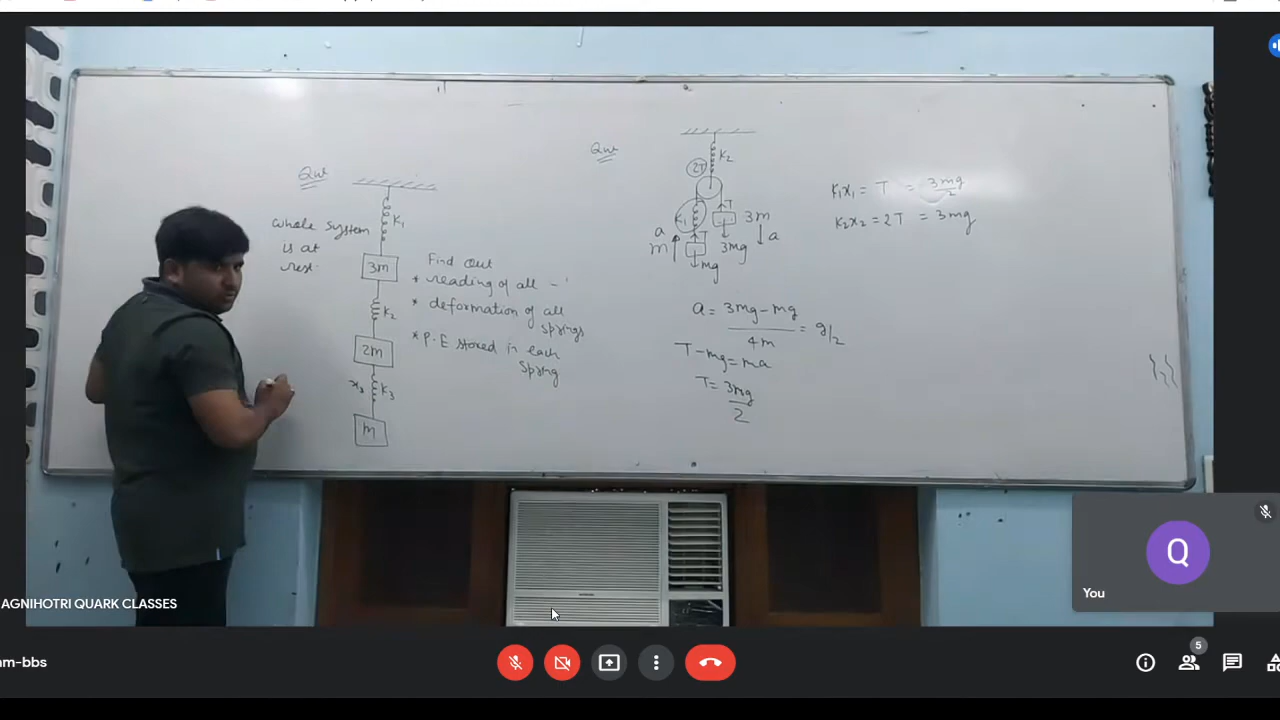 Que
whole system
is at
rest
K1
3m
K2
2m
x3
K3
m
Find out
* reading of all -
* deformation of all
springs
* P.E stored in each
spring
Que
K2
2T
K1
T
3m
a
a
m
T
3mg
mg
a = 3mg-mg
4m
= g/2
T-mg=ma
T= 3mg
2
K1x1 = T = 3mg
2
K2x2 = 2T = 3mg
Q
You
AGNIHOTRI QUARK CLASSES
am-bbs
5